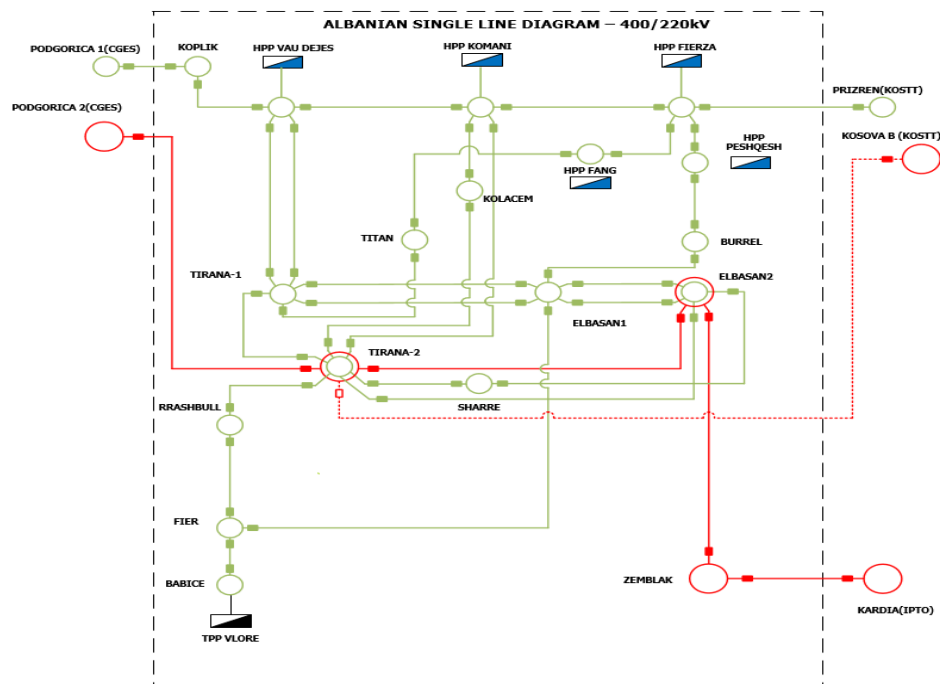 ALBANIAN SINGLE LINE DIAGRAM – 400/220kV
PODGORICA 1(CGES)
KOPLIK
HPP VAU DEJES
HPP KOMANI
HPP FIERZA
PRIZREN(KOSTT)
PODGORICA 2(CGES)
KOSOVA B (KOSTT)
HPP
PESHQESH
HPP FANG
KOLACEM
TITAN
BURREL
TIRANA-1
ELBASAN2
ELBASAN1
TIRANA-2
SHARRE
RRASHBULL
FIER
BABICE
ZEMBLAK
KARDIA(IPTO)
TPP VLORE